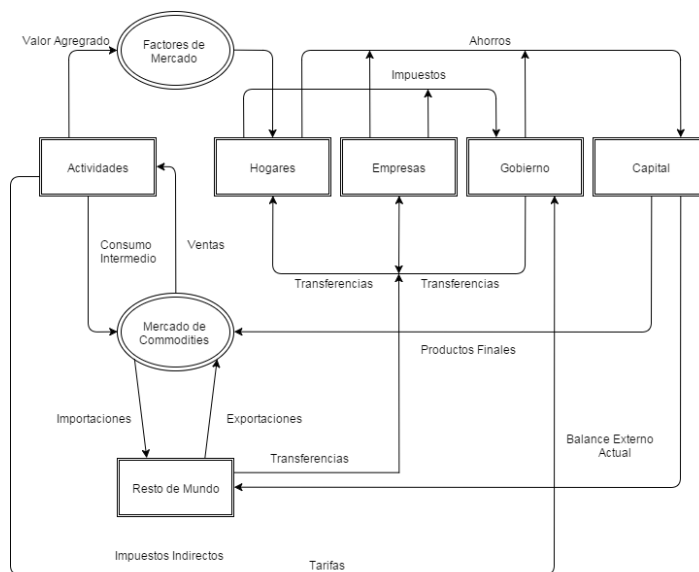 Valor Agregrado
Factores de
Mercado
Ahorros
Impuestos
Actividades
Hogares
Empresas
Gobierno
Capital
Consumo
Intermedio
Ventas
Transferencias
Transferencias
Mercado de
Commodities
Productos Finales
Importaciones
Exportaciones
Balance Externo
Actual
Transferencias
Resto de Mundo
Impuestos Indirectos
Tarifas